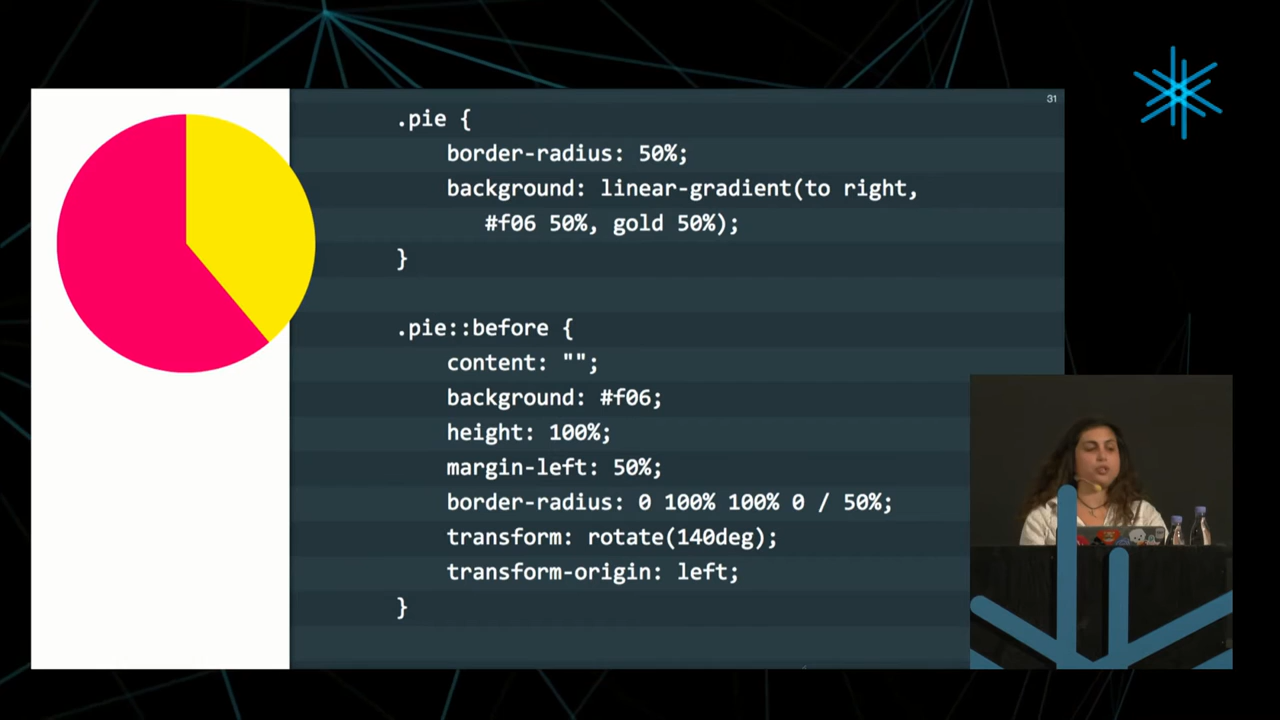 31
.pie {
border-radius: 50%;
background: linear-gradient(to right,
#f06 50%, gold 50%);
}
.pie::before {
content: "";
background: #f06;
height: 100%;
margin-left: 50%;
border-radius: 0 100% 100% 0 / 50%;
transform: rotate(140deg);
transform-origin: left;
}